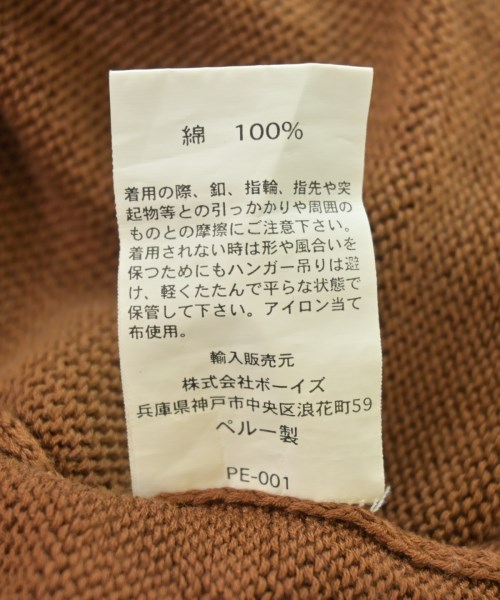 綿 100%
着用の際、釦、指輪、指先や突
起物等との引っかかりや周囲の
ものとの摩擦にご注意下さい。
着用されない時は形や風合いを
保つためにもハンガー吊りは避
け、軽くたたんで平らな状態で
保管して下さい。アイロン当て
布使用。
輸入販売元
株式会社ボーイズ
兵庫県神戸市中央区浪花町59
ペルー製
PE-001